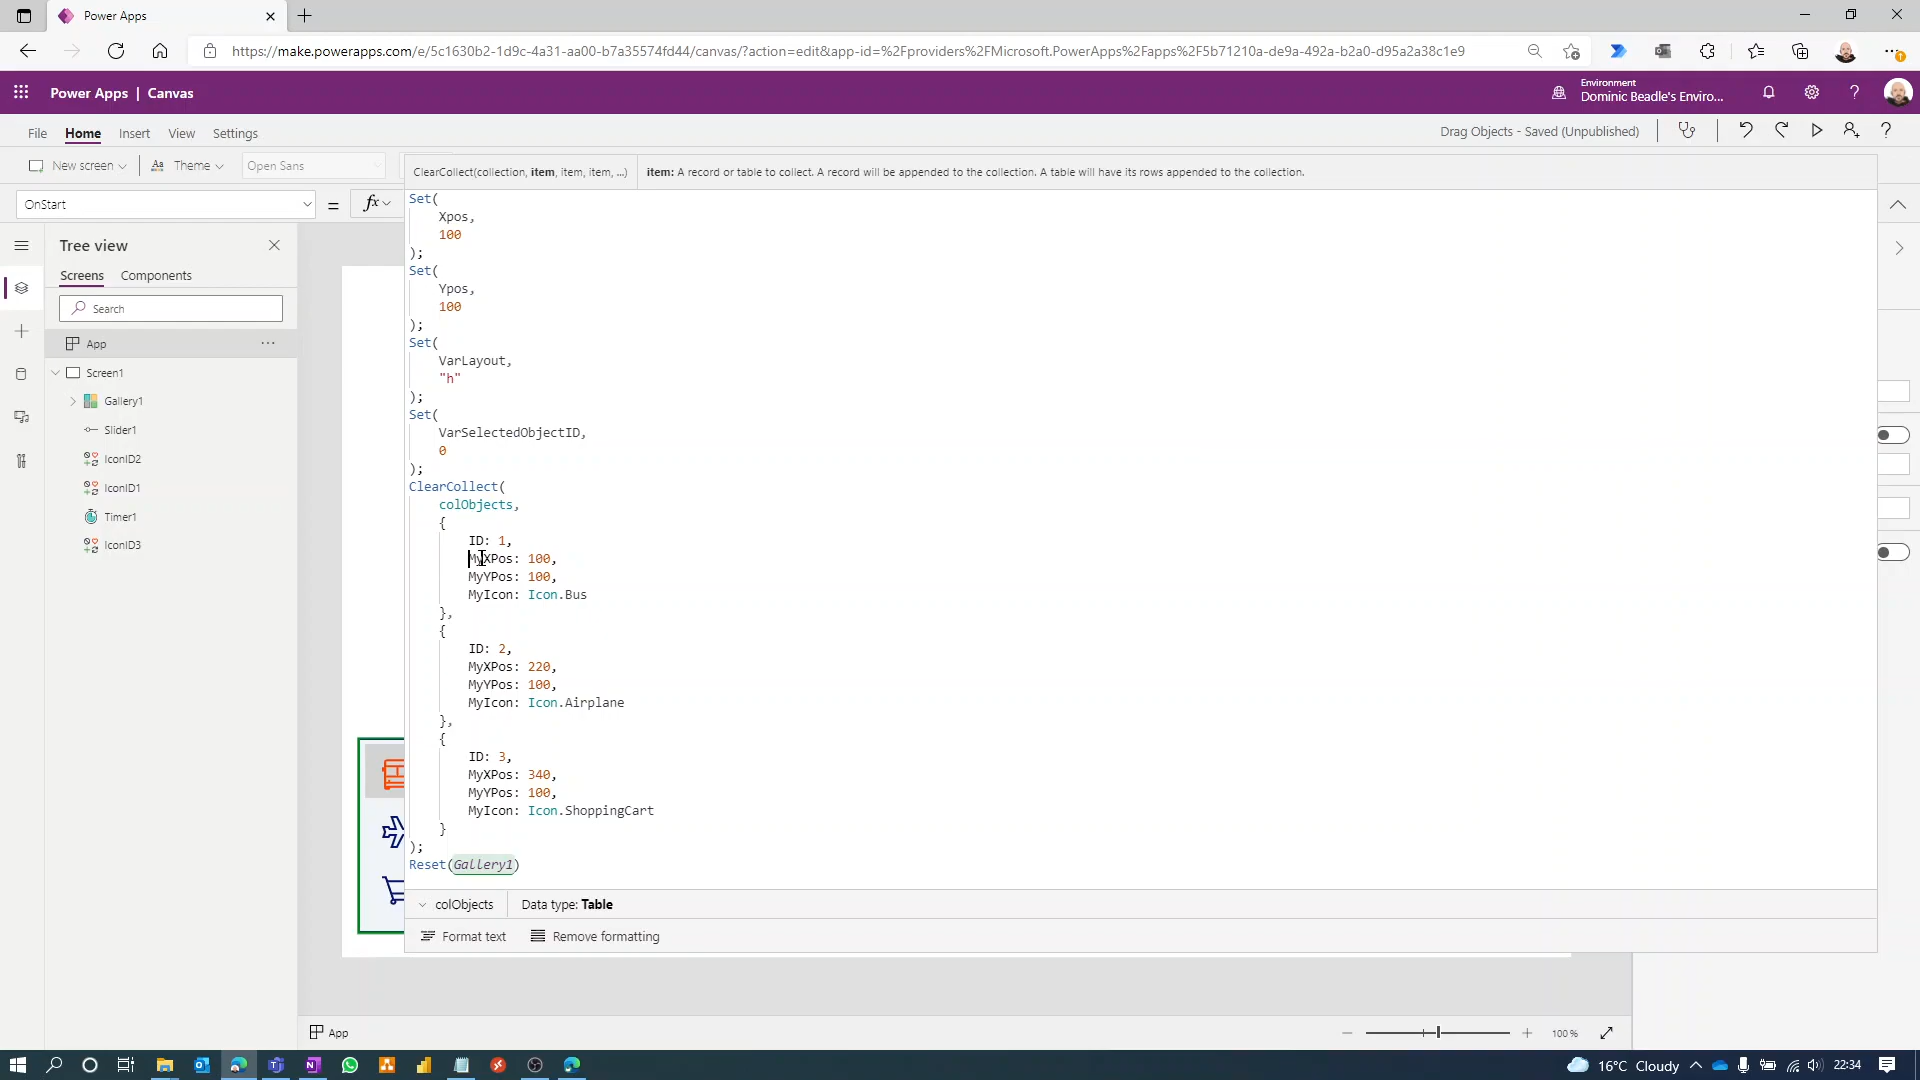 Power Apps
https://make.powerapps.com/e/5c1630b2-1d9c-4a31-aa00-b7a35574fd44/canvas/?action=edit&app-id=%2Fproviders%2FMicrosoft.PowerApps%2Fapps%2F5b71210a-de9a-492a-b2a0-d95a2a38c1e9
Power Apps | Canvas
Environment
Dominic Beadle's Enviro...
File Home Insert View Settings
Drag Objects - Saved (Unpublished)
New screen
Theme
Open Sans
ClearCollect(collection, item, item, item, ...)
item: A record or table to collect. A record will be appended to the collection. A table will have its rows appended to the collection.
OnStart
=
fx
Tree view
Screens
Components
Search
App
Screen1
Gallery1
Slider1
IconID2
IconID1
Timer1
IconID3
Set(
Xpos,
100
);
Set(
Ypos,
100
);
Set(
VarLayout,
"h"
);
Set(
VarSelectedObjectID,
0
);
ClearCollect(
colObjects,
{
ID: 1,
MyXPos: 100,
MyYPos: 100,
MyIcon: Icon.Bus
},
{
ID: 2,
MyXPos: 220,
MyYPos: 100,
MyIcon: Icon.Airplane
},
{
ID: 3,
MyXPos: 340,
MyYPos: 100,
MyIcon: Icon.ShoppingCart
}
);
Reset(Gallery1)
colObjects
Data type: Table
Format text
Remove formatting
App
100 %
16°C Cloudy
22:34